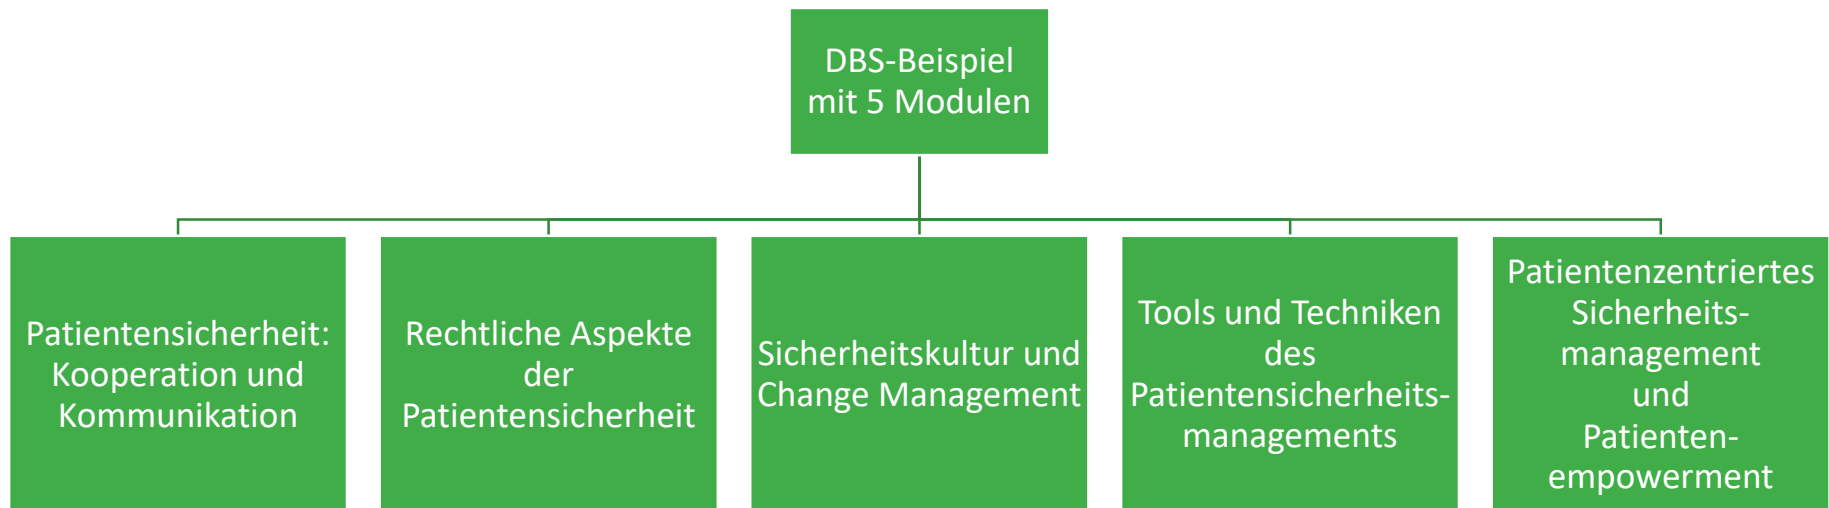 DBS-Beispiel
mit 5 Modulen
Patientensicherheit:
Kooperation und
Kommunikation
Rechtliche Aspekte
der
Patientensicherheit
Sicherheitskultur und
Change Management
Tools und Techniken
des
Patientensicherheits-
managements
Patientenzentriertes
Sicherheits-
management
und
Patienten-
empowerment